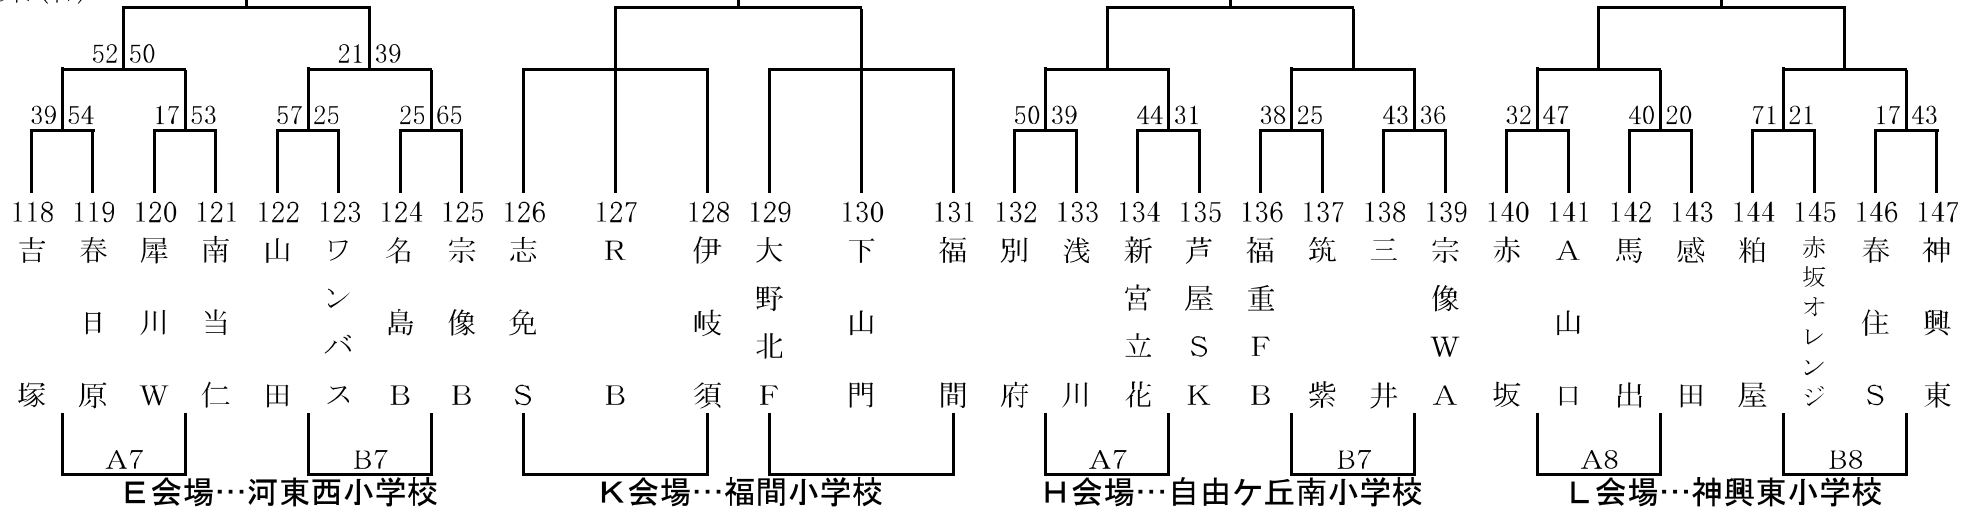 52 50 21 39
39 54 17 53 57 25 25 65 50 39 44 31 38 25 43 36 32 47 40 20 71 21 17 43
118 119 120 121 122 123 124 125 126 127 128 129 130 131 132 133 134 135 136 137 138 139 140 141 142 143 144 145 146 147
吉塚
春日原
犀川W
南当仁
山田
ワンバス
名島B
宗像B
志免S
RB
伊岐須
大野北F
下山門
福間
別府
浅川
新宮立花
芦屋SK
福重FB
筑紫
三井
宗像WA
赤坂
A山口
馬出
感田
粕屋
赤坂オレンジ
春住S
神興東
A7 B7 A7 B7 A8 B8
E会場…河東西小学校 K会場…福間小学校 H会場…自由ケ丘南小学校 L会場…神興東小学校